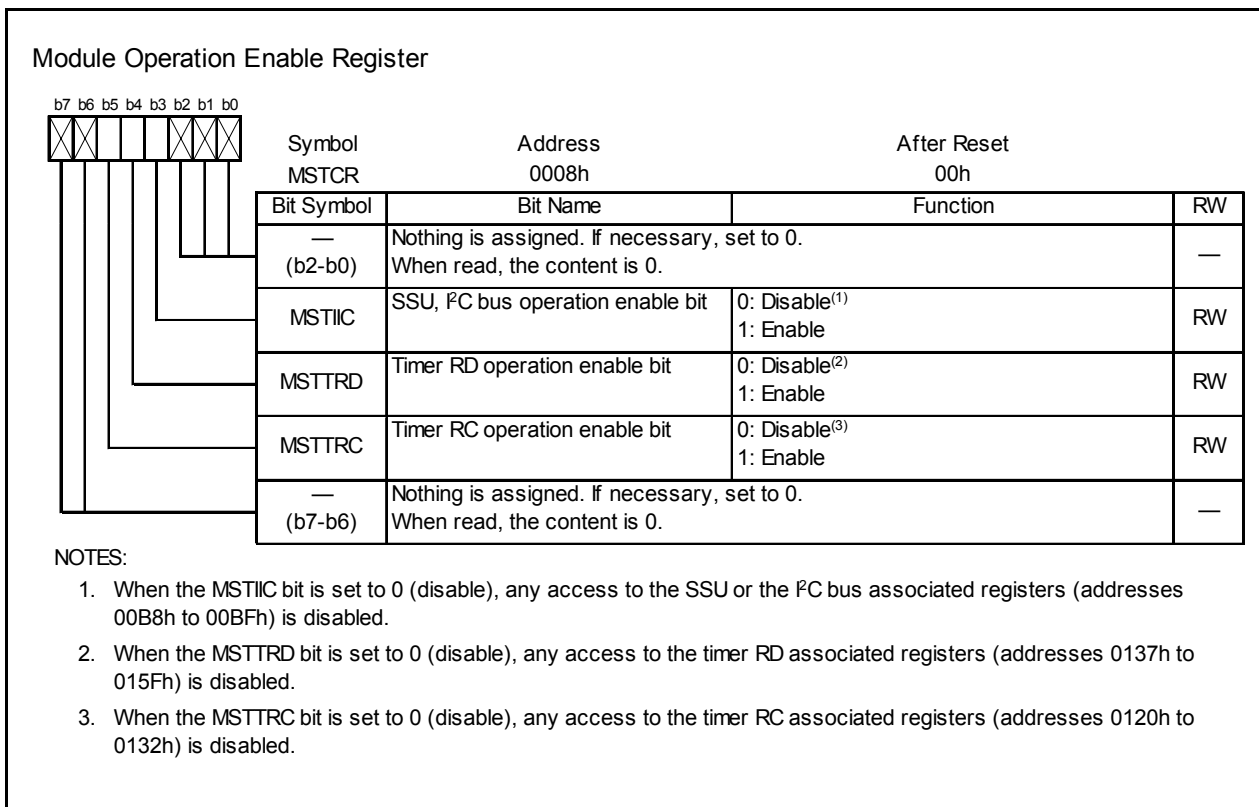 Module Operation Enable Register
b7 b6 b5 b4 b3 b2 b1 b0
Symbol Address After Reset
MSTCR 0008h 00h
Bit Symbol Bit Name Function RW
— (b2-b0) Nothing is assigned. If necessary, set to 0. —
When read, the content is 0.
MSTIIC SSU, I²C bus operation enable bit 0: Disable(1) RW
1: Enable
MSTTRD Timer RD operation enable bit 0: Disable(2) RW
1: Enable
MSTTRC Timer RC operation enable bit 0: Disable(3) RW
1: Enable
— (b7-b6) Nothing is assigned. If necessary, set to 0. —
When read, the content is 0.
NOTES:
1. When the MSTIIC bit is set to 0 (disable), any access to the SSU or the I²C bus associated registers (addresses
00B8h to 00BFh) is disabled.
2. When the MSTTRD bit is set to 0 (disable), any access to the timer RD associated registers (addresses 0137h to
015Fh) is disabled.
3. When the MSTTRC bit is set to 0 (disable), any access to the timer RC associated registers (addresses 0120h to
0132h) is disabled.